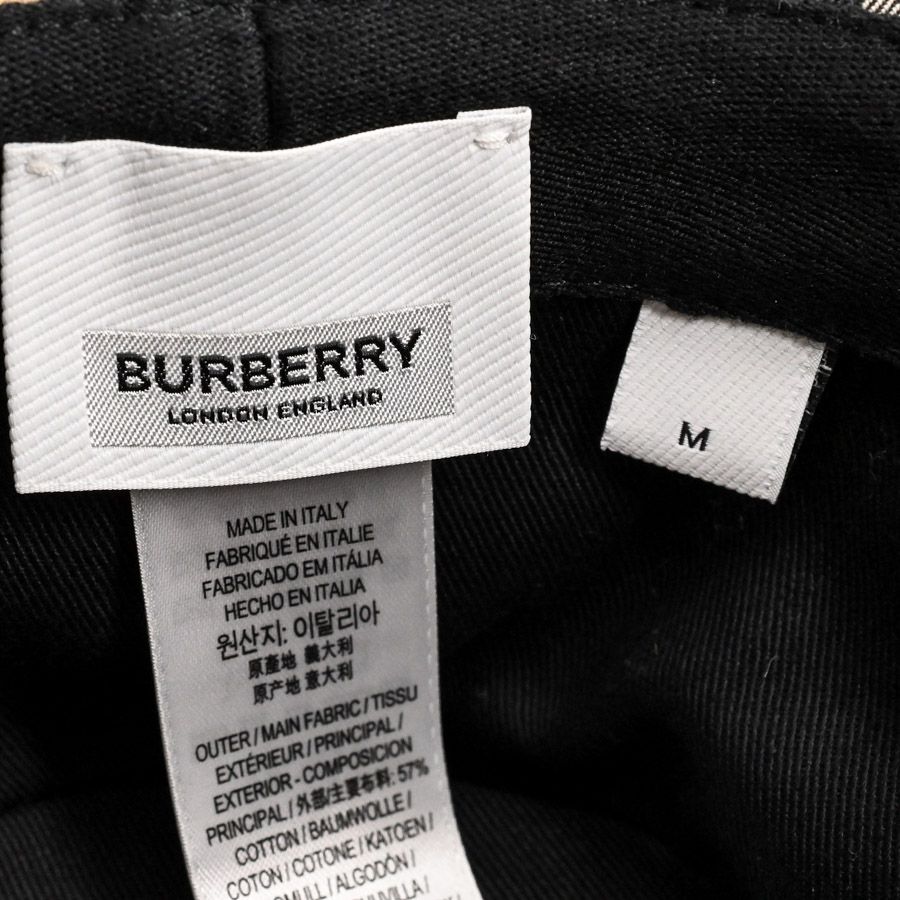 BURBERRY
LONDON ENGLAND
M
MADE IN ITALY
FABRIQUÉ EN ITALIE
FABRICADO EM ITÁLIA
HECHO EN ITALIA
원산지: 이탈리아
原產地 義大利
原产地 意大利
OUTER / MAIN FABRIC / TISSU
EXTÉRIEUR / PRINCIPAL /
EXTERIOR - COMPOSICION
PRINCIPAL / 外部/主要布料: 57%
COTTON / BAUMWOLLE /
COTON / COTONE / KATOEN /
/ ALGODÓN /